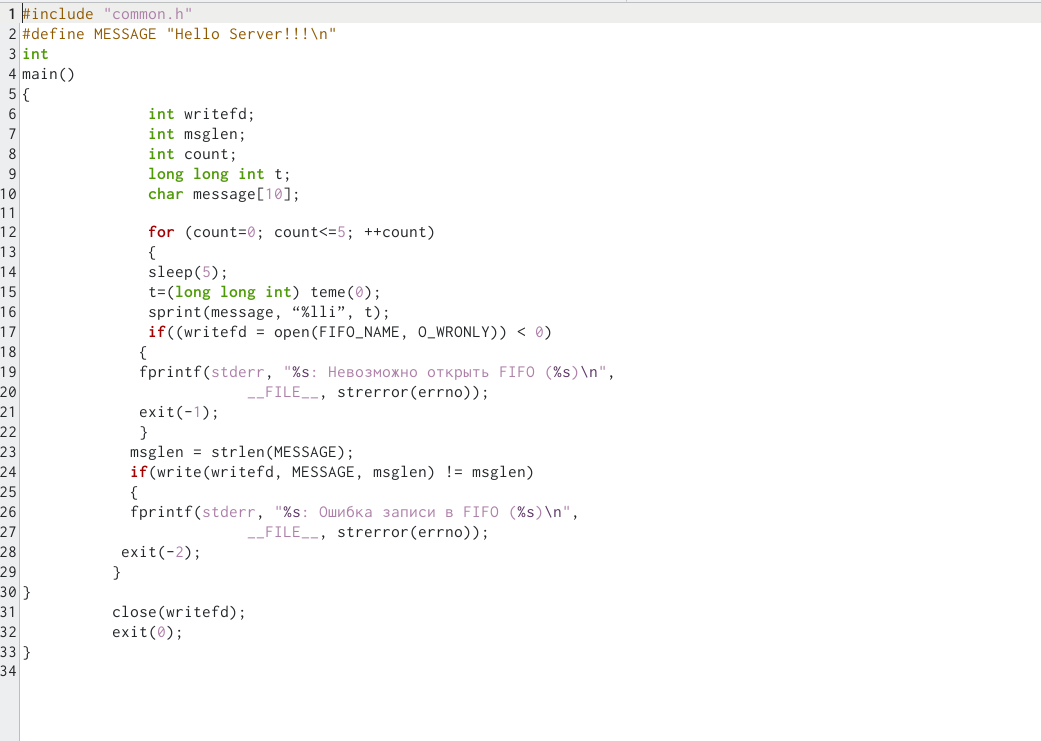 1 #include "common.h"
2 #define MESSAGE "Hello Server!!!\n"
3 int
4 main()
5 {
6 int writefd;
7 int msglen;
8 int count;
9 long long int t;
10 char message[10];
11
12 for (count=0; count<=5; ++count)
13 {
14 sleep(5);
15 t=(long long int) teme(0);
16 sprint(message, “%lli”, t);
17 if((writefd = open(FIFO_NAME, O_WRONLY)) < 0)
18 {
19 fprintf(stderr, "%s: Невозможно открыть FIFO (%s)\n",
20 __FILE__, strerror(errno));
21 exit(-1);
22 }
23 msglen = strlen(MESSAGE);
24 if(write(writefd, MESSAGE, msglen) != msglen)
25 {
26 fprintf(stderr, "%s: Ошибка записи в FIFO (%s)\n",
27 __FILE__, strerror(errno));
28 exit(-2);
29 }
30 }
31 close(writefd);
32 exit(0);
33 }
34